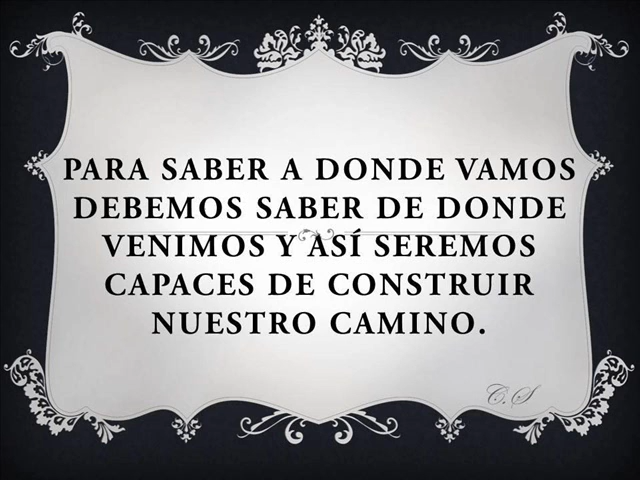 PARA SABER A DONDE VAMOS
DEBEMOS SABER DE DONDE
VENIMOS Y ASÍ SEREMOS
CAPACES DE CONSTRUIR
NUESTRO CAMINO.
C.S